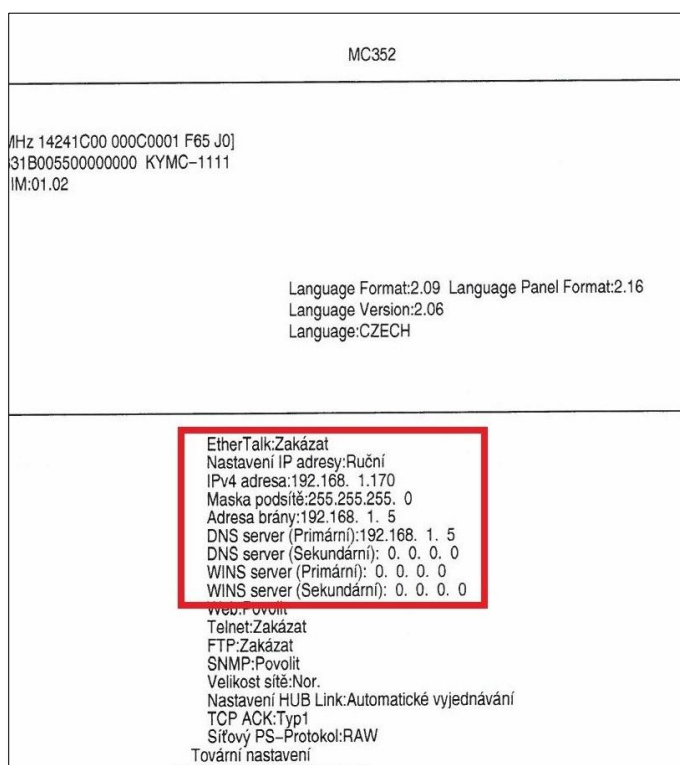 MC352
MHz 14241C00 000C0001 F65 J0]
31B005500000000 KYMC-1111
IM:01.02
Language Format:2.09 Language Panel Format:2.16
Language Version:2.06
Language:CZECH
EtherTalk:Zakázat
Nastavení IP adresy:Ruční
IPv4 adresa:192.168. 1.170
Maska podsítě:255.255.255. 0
Adresa brány:192.168. 1. 5
DNS server (Primární):192.168. 1. 5
DNS server (Sekundární): 0. 0. 0. 0
WINS server (Primární): 0. 0. 0. 0
WINS server (Sekundární): 0. 0. 0. 0
Web:Povolit
Telnet:Zakázat
FTP:Zakázat
SNMP:Povolit
Velikost sítě:Nor.
Nastavení HUB Link:Automatické vyjednávání
TCP ACK:Typ1
Síťový PS-Protokol:RAW
Tovární nastavení